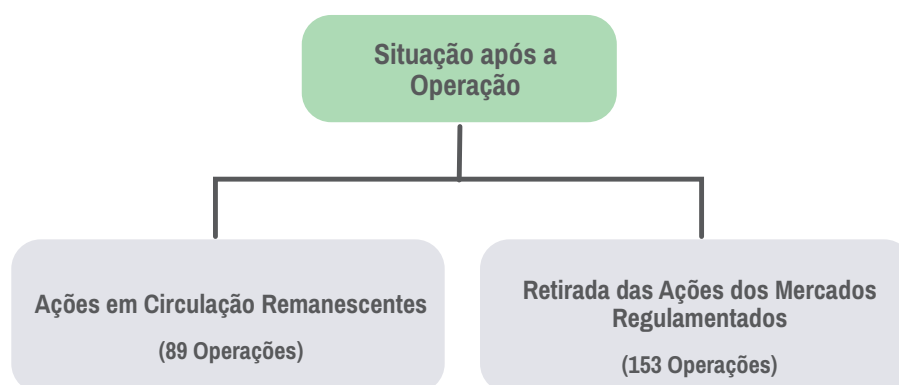 Situação após a
Operação
Ações em Circulação Remanescentes
(89 Operações)
Retirada das Ações dos Mercados
Regulamentados
(153 Operações)